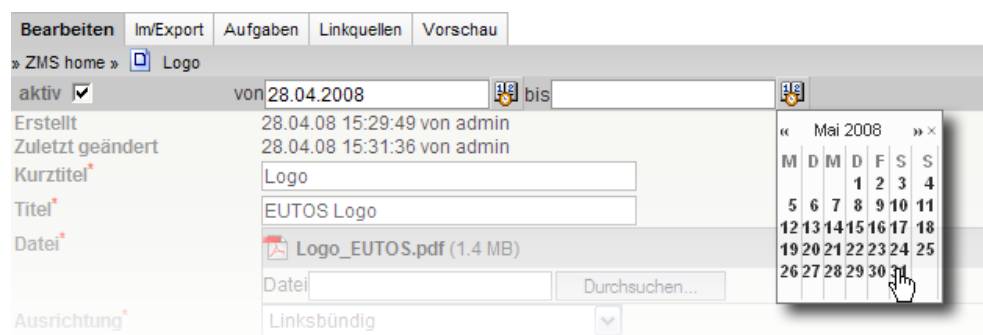 Bearbeiten Im/Export Aufgaben Linkquellen Vorschau
» ZMS home » Logo
aktiv von 28.04.2008 bis
Erstellt 28.04.08 15:29:49 von admin
Zuletzt geändert 28.04.08 15:31:36 von admin
Kurztitel* Logo
Titel* EUTOS Logo
Datei* Logo_EUTOS.pdf (1.4 MB)
Datei Durchsuchen...
Ausrichtung* Linksbündig
« Mai 2008 » ×
M D M D F S S
1 2 3 4
5 6 7 8 9 10 11
12 13 14 15 16 17 18
19 20 21 22 23 24 25
26 27 28 29 30 31